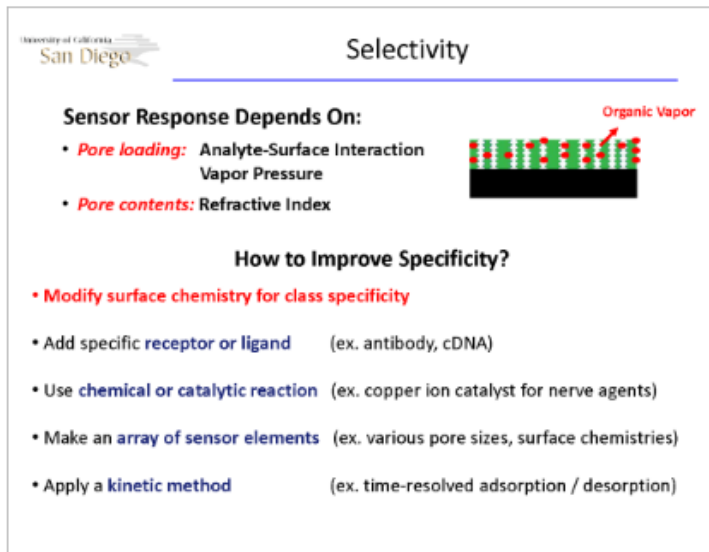 University of California
San Diego
Selectivity
Sensor Response Depends On:
Organic Vapor
• Pore loading: Analyte-Surface Interaction
Vapor Pressure
• Pore contents: Refractive Index
How to Improve Specificity?
• Modify surface chemistry for class specificity
• Add specific receptor or ligand (ex. antibody, cDNA)
• Use chemical or catalytic reaction (ex. copper ion catalyst for nerve agents)
• Make an array of sensor elements (ex. various pore sizes, surface chemistries)
• Apply a kinetic method (ex. time-resolved adsorption / desorption)